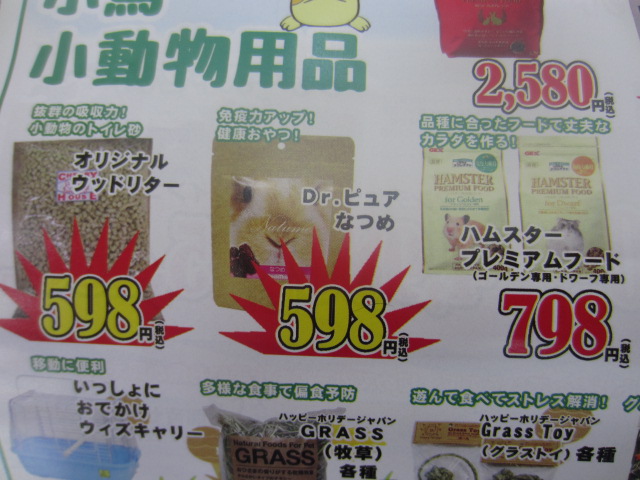 小鳥
小動物用品
2,580円(税込)
抜群の吸収力!
小動物のトイレ砂
オリジナル
ウッドリター
598円(税込)
免疫力アップ!
健康おやつ!
Dr.ピュア
なつめ
598円(税込)
品種に合ったフードで丈夫な
カラダを作る!
HAMSTER
PREMIUM FOOD
for Golden
HAMSTER
PREMIUM FOOD
for Dwarf
ハムスター
プレミアムフード
(ゴールデン専用・ドワーフ専用)
798円(税込)
移動に便利
いっしょに
おでかけ
ウィズキャリー
多様な食事で偏食予防
ハッピーホリデージャパン
GRASS
(牧草)
各種
Natural Foods For Pet
GRASS
遊んで食べてストレス解消!
ハッピーホリデージャパン
Grass Toy
(グラストイ)各種